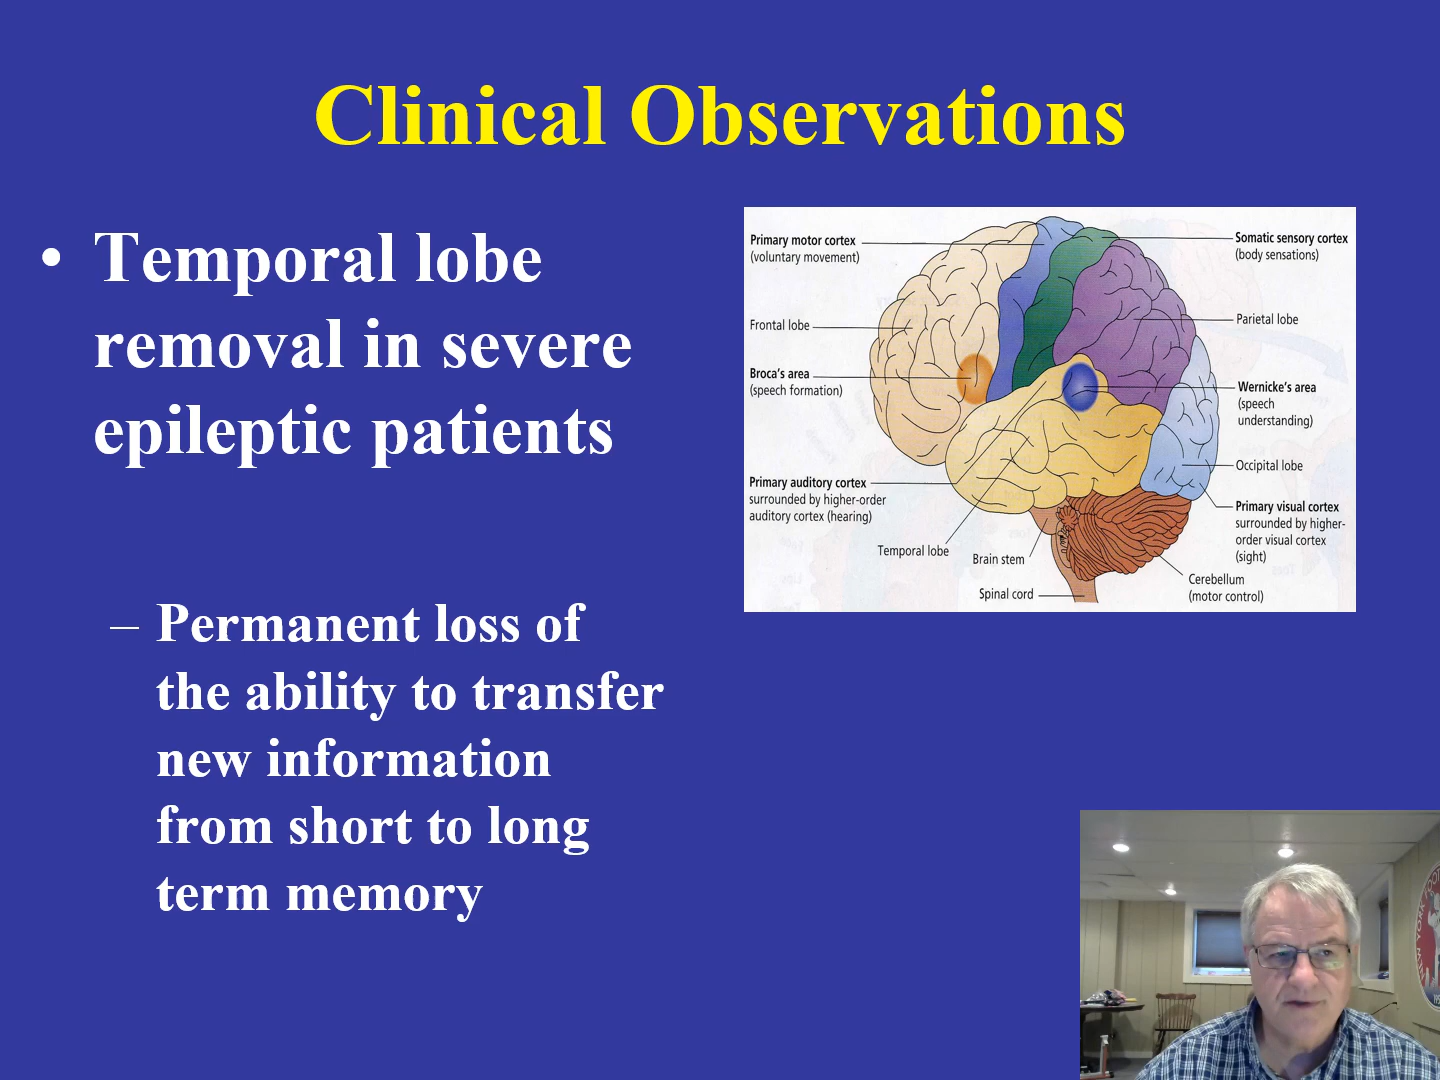 Clinical Observations
• Temporal lobe
removal in severe
epileptic patients
– Permanent loss of
the ability to transfer
new information
from short to long
term memory
Primary motor cortex
(voluntary movement)
Frontal lobe
Broca's area
(speech formation)
Primary auditory cortex
surrounded by higher-order
auditory cortex (hearing)
Temporal lobe
Brain stem
Spinal cord
Somatic sensory cortex
(body sensations)
Parietal lobe
Wernicke's area
(speech
understanding)
Occipital lobe
Primary visual cortex
surrounded by higher-
order visual cortex
(sight)
Cerebellum
(motor control)